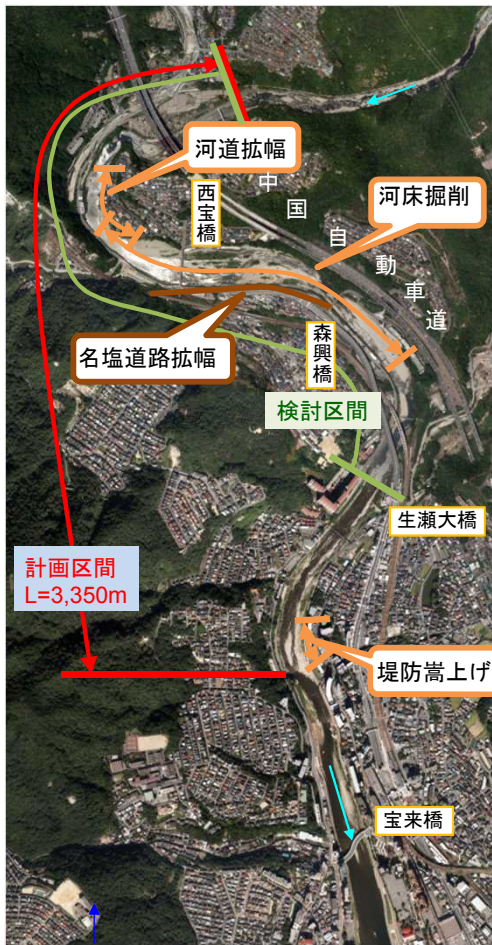 河道拡幅
西宝橋
中国自動車道
河床掘削
名塩道路拡幅
森興橋
検討区間
生瀬大橋
計画区間
L=3,350m
堤防嵩上げ
宝来橋